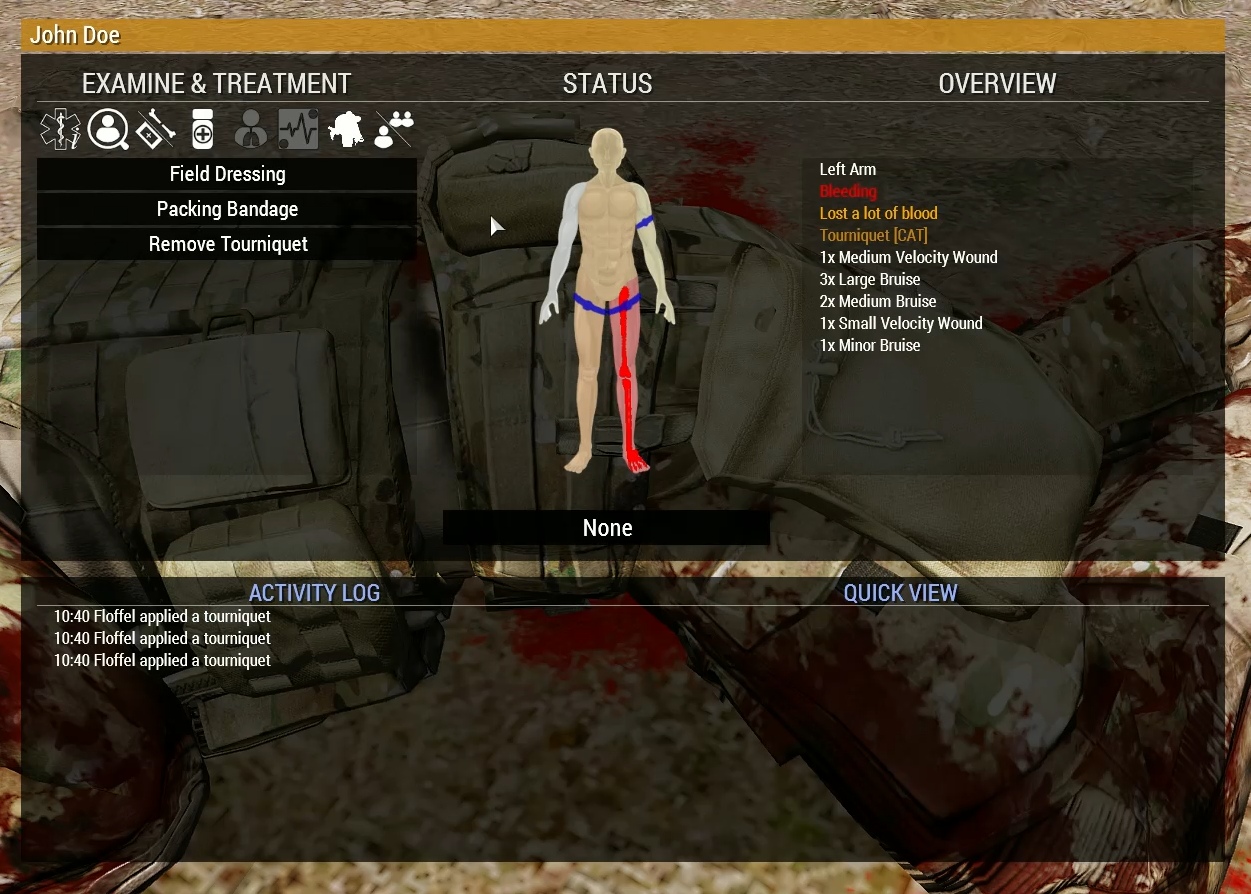 John Doe
EXAMINE & TREATMENT
STATUS
OVERVIEW
Field Dressing
Packing Bandage
Remove Tourniquet
Left Arm
Bleeding
Lost a lot of blood
Tourniquet [CAT]
1x Medium Velocity Wound
3x Large Bruise
2x Medium Bruise
1x Small Velocity Wound
1x Minor Bruise
None
ACTIVITY LOG
10:40 Floffel applied a tourniquet
10:40 Floffel applied a tourniquet
10:40 Floffel applied a tourniquet
QUICK VIEW